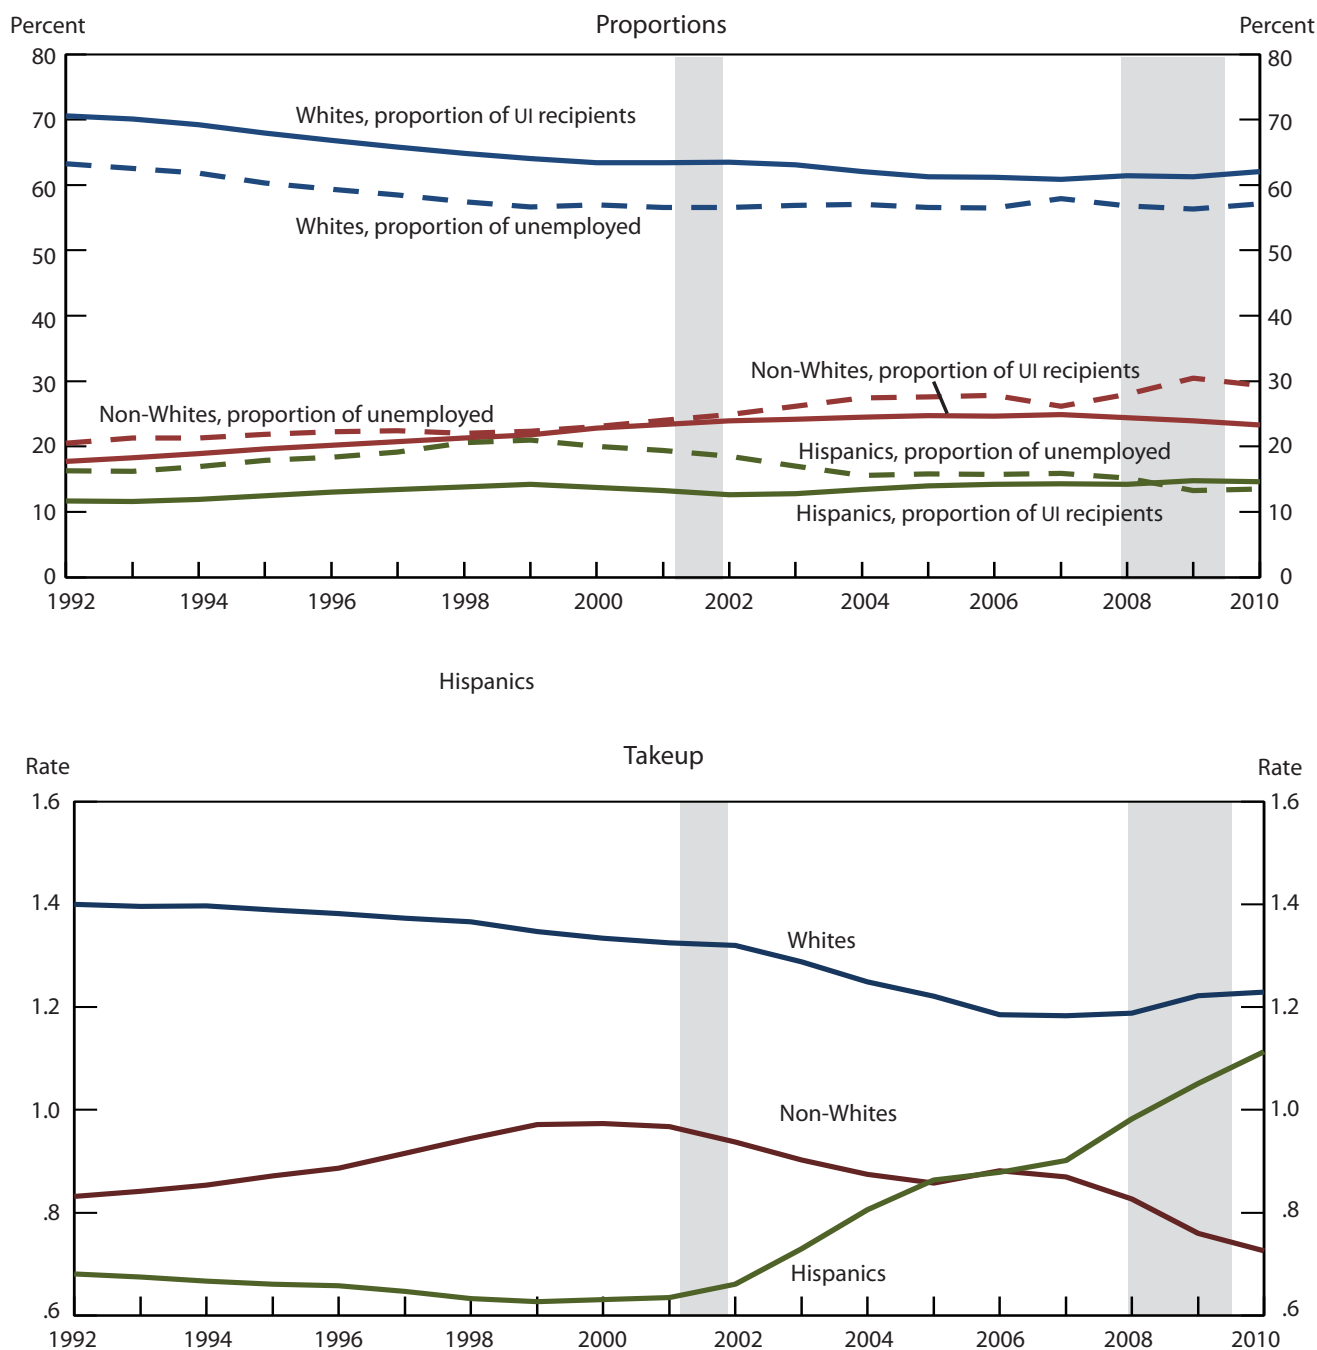 Proportions
Percent
Percent
80
80
70
70
60
60
50
50
40
40
30
30
20
20
10
10
0
0
Whites, proportion of UI recipients
Whites, proportion of unemployed
Non-Whites, proportion of UI recipients
Non-Whites, proportion of unemployed
Hispanics, proportion of unemployed
Hispanics, proportion of UI recipients
1992 1994 1996 1998 2000 2002 2004 2006 2008 2010
Hispanics
Takeup
Rate
Rate
1.6
1.6
1.4
1.4
1.2
1.2
1.0
1.0
.8
.8
.6
.6
Whites
Non-Whites
Hispanics
1992 1994 1996 1998 2000 2002 2004 2006 2008 2010